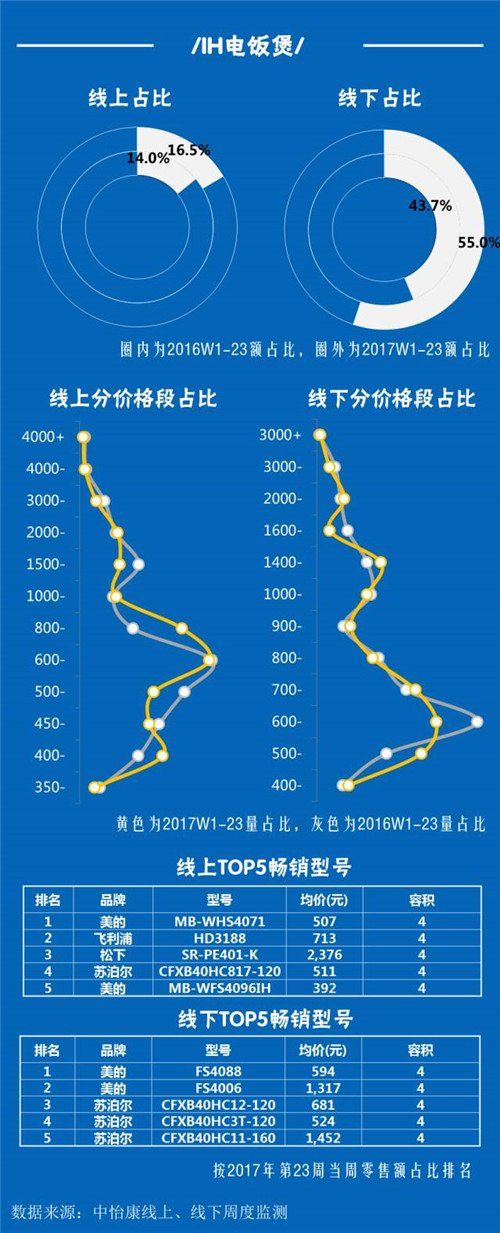 /IH电饭煲/
线上占比 线下占比
14.0% 16.5% 43.7% 55.0%
圈内为2016W1-23额占比，圈外为2017W1-23额占比
线上分价格段占比 线下分价格段占比
4000+ 3000+
4000- 3000-
3000- 2000-
2000- 1600-
1500- 1400-
1000- 1000-
800- 900-
600- 800-
500- 700-
450- 600-
400- 500-
350- 400-
黄色为2017W1-23量占比，灰色为2016W1-23量占比
线上TOP5畅销型号
排名 品牌 型号 均价(元) 容积
1 美的 MB-WHS4071 507 4
2 飞利浦 HD3188 713 4
3 松下 SR-PE401-K 2,376 4
4 苏泊尔 CFXB40HC817-120 511 4
5 美的 MB-WFS4096IH 392 4
线下TOP5畅销型号
排名 品牌 型号 均价(元) 容积
1 美的 FS4088 594 4
2 美的 FS4006 1,317 4
3 苏泊尔 CFXB40HC12-120 681 4
4 苏泊尔 CFXB40HC3T-120 524 4
5 苏泊尔 CFXB40HC11-160 1,452 4
按2017年第23周当周零售额占比排名
数据来源：中怡康线上、线下周度监测